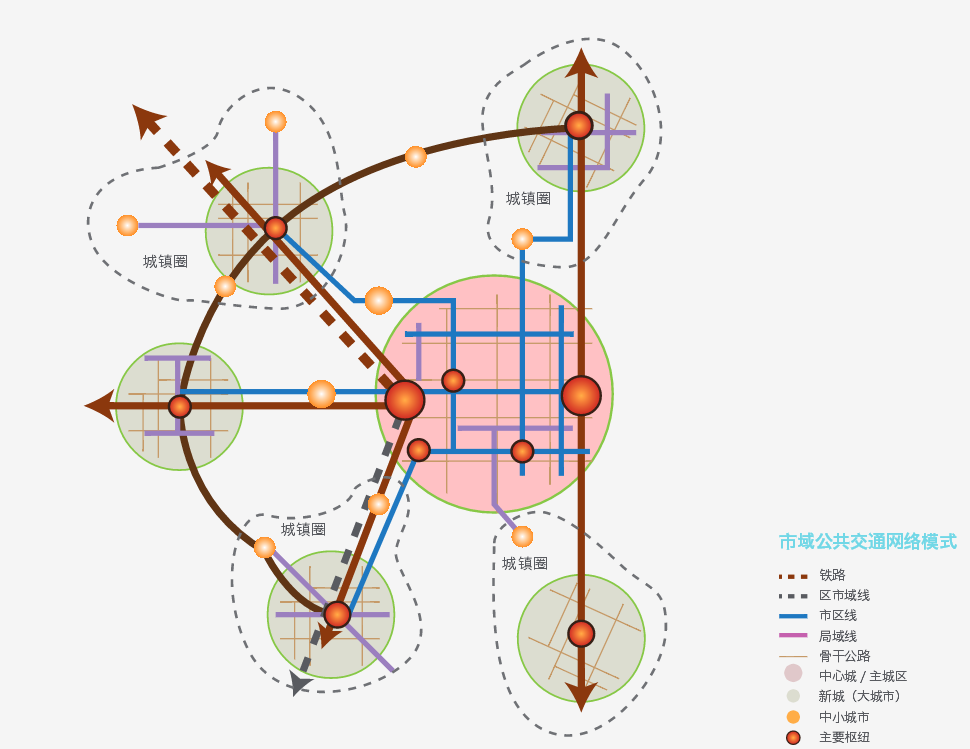 城镇圈
城镇圈
城镇圈
城镇圈
市域公共交通网络模式
铁路
区市域线
市区线
局域线
骨干公路
中心城 / 主城区
新城（大城市）
中小城市
主要枢纽